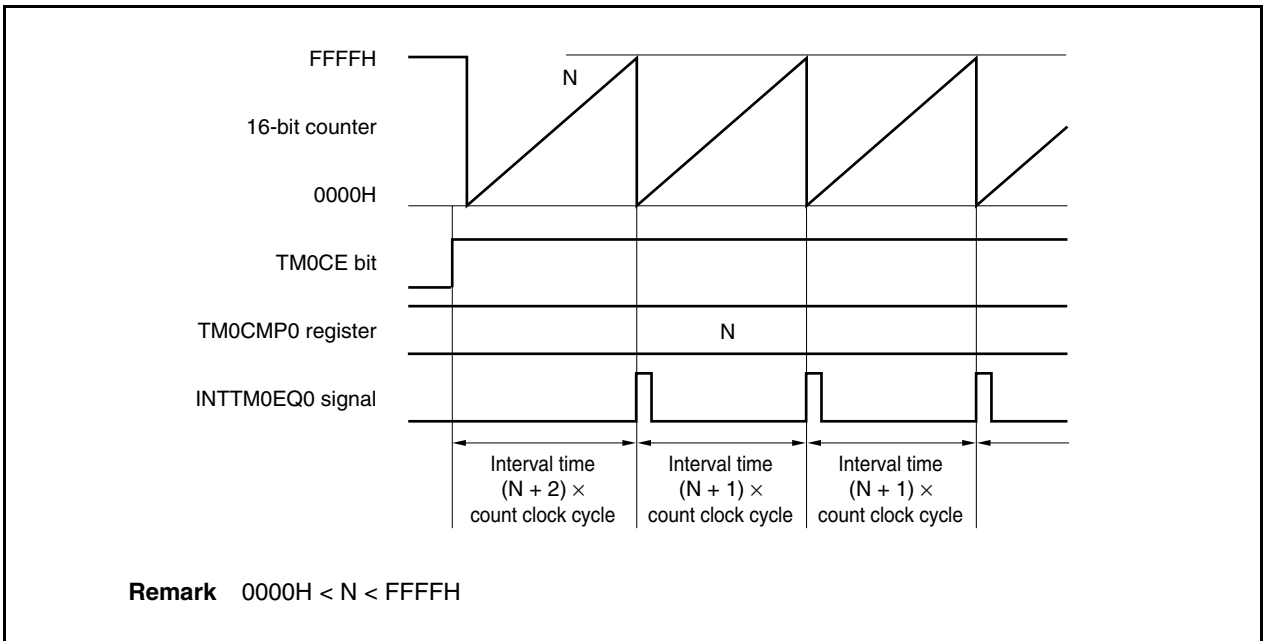 FFFFH
N
16-bit counter
0000H
TM0CE bit
TM0CMP0 register
N
INTTM0EQ0 signal
Interval time
(N + 2) ×
count clock cycle
Interval time
(N + 1) ×
count clock cycle
Interval time
(N + 1) ×
count clock cycle
Remark 0000H < N < FFFFH